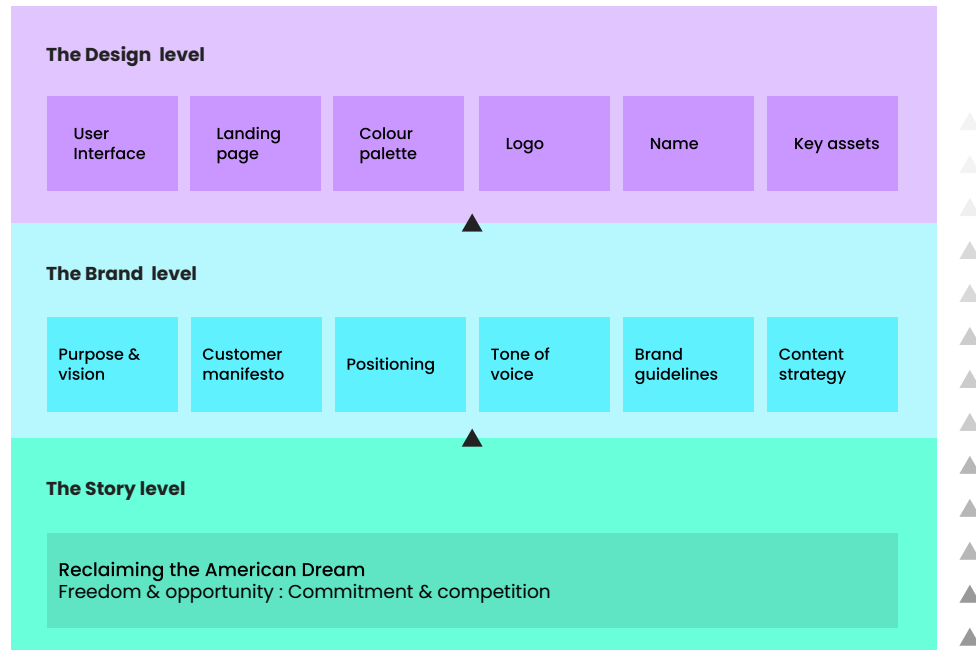 The Design level
User
Interface
Landing
page
Colour
palette
Logo
Name
Key assets
The Brand level
Purpose &
vision
Customer
manifesto
Positioning
Tone of
voice
Brand
guidelines
Content
strategy
The Story level
Reclaiming the American Dream
Freedom & opportunity : Commitment & competition